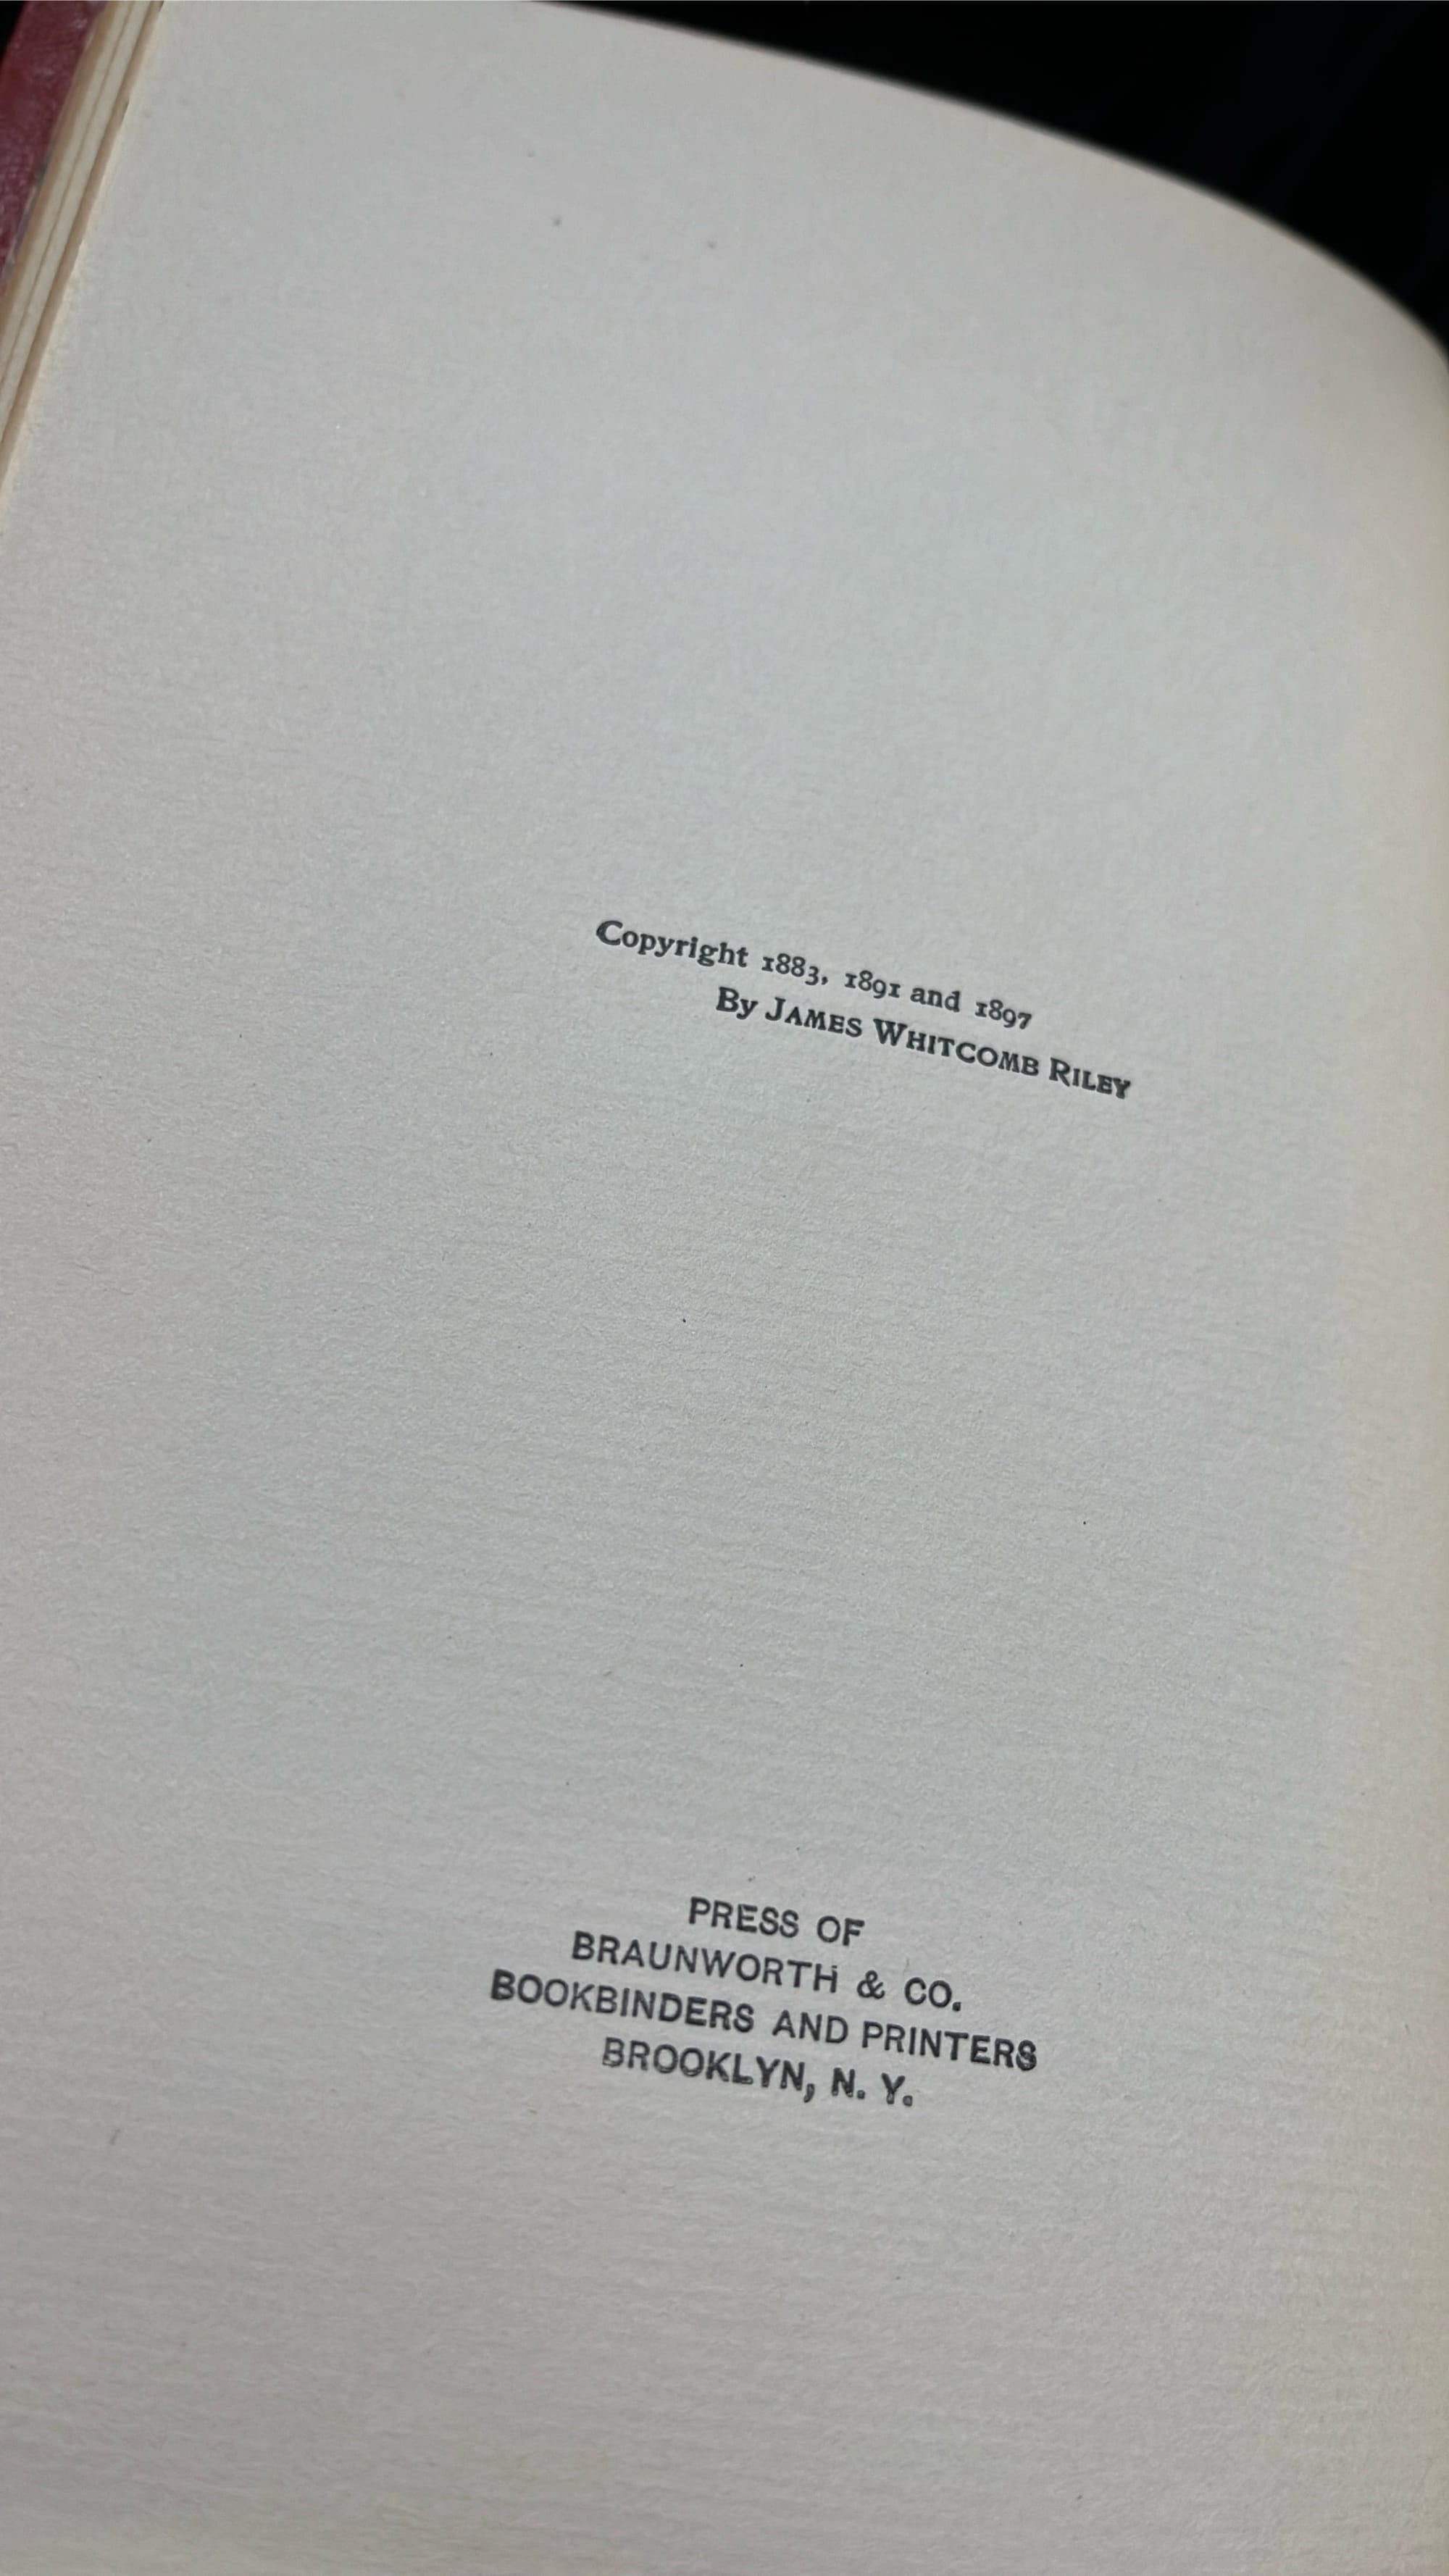 Copyright 1883, 1891 and 1897
By JAMES WHITCOMB RILEY
PRESS OF
BRAUNWORTH & CO.
BOOKBINDERS AND PRINTERS
BROOKLYN, N. Y.